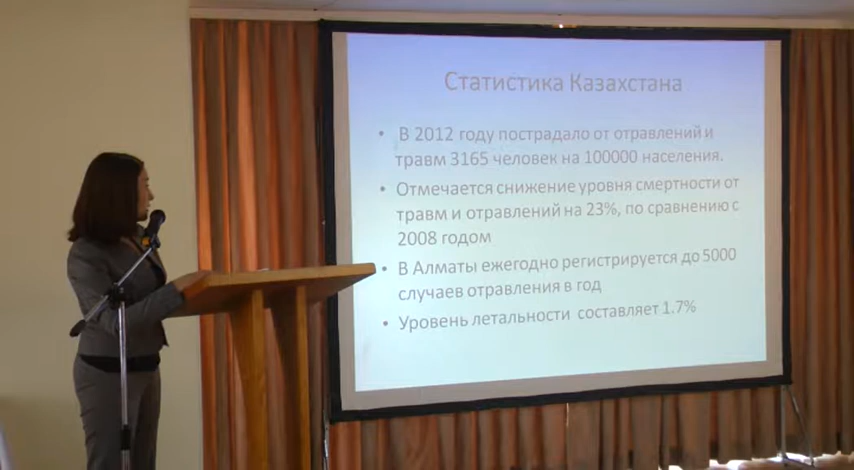 Статистика Казахстана
• В 2012 году пострадало от отравлений и
травм 3165 человек на 100000 населения.
• Отмечается снижение уровня смертности от
травм и отравлений на 23%, по сравнению с
2008 годом
• В Алматы ежегодно регистрируется до 5000
случаев отравления в год
• Уровень летальности составляет 1.7%